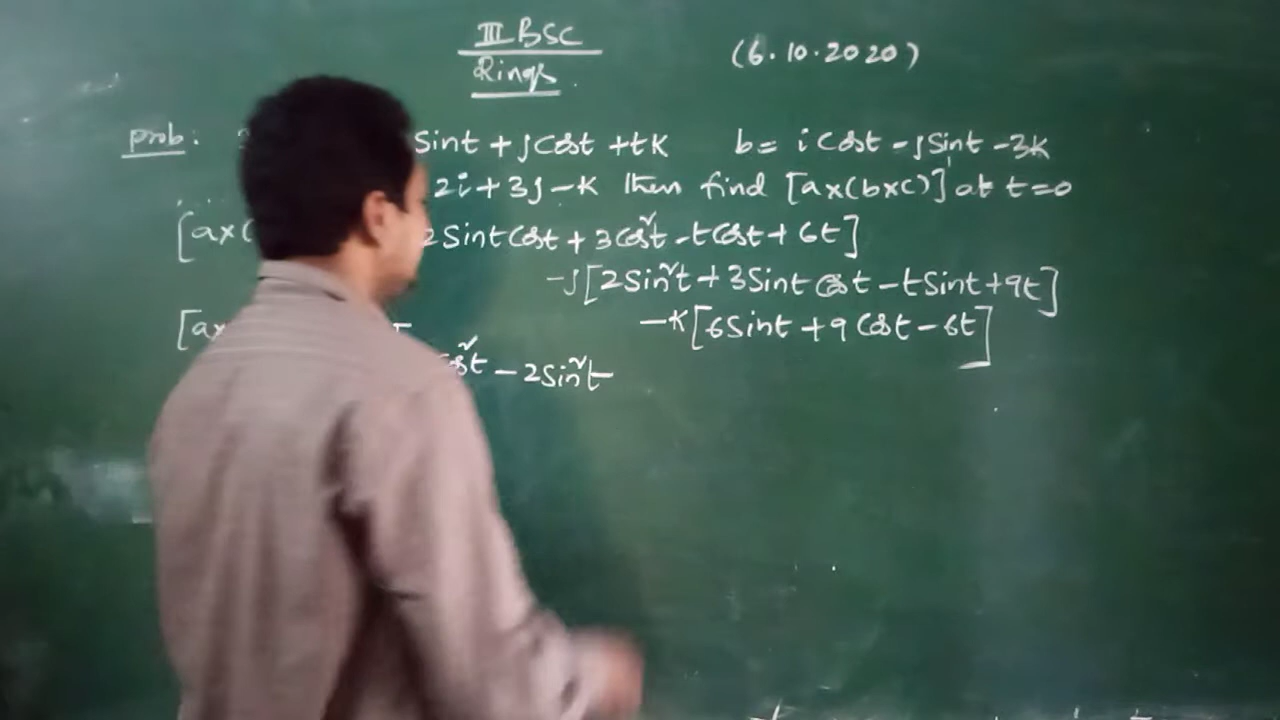 III BSC
(6.10.2020)
Rings
prob: Sint + jCost + tK b = iCost - jSint - 3K
2i + 3j - K then find [ax(bxc)] at t=0
[ax( 2SintCost + 3Cos²t - tCost + 6t]
-j[2Sin²t + 3SintCost - tSint + 9t]
-K[6Sint + 9Cost - 6t]
[ax
t - 2Sin²t